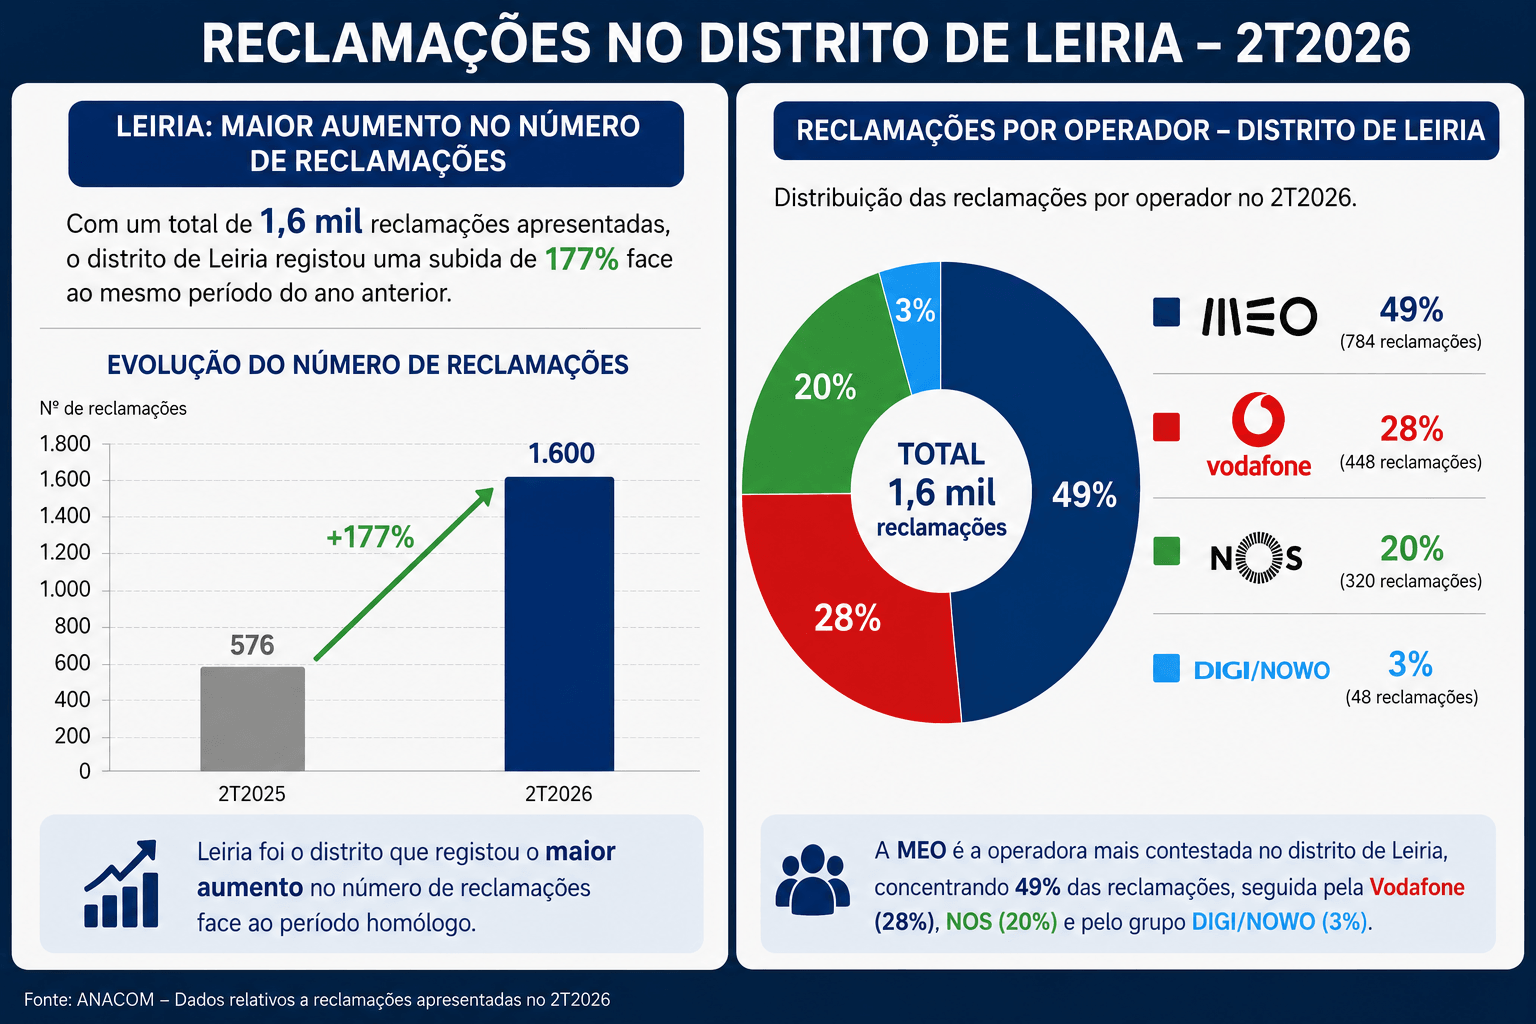 RECLAMAÇÕES NO DISTRITO DE LEIRIA – 2T2026
LEIRIA: MAIOR AUMENTO NO NÚMERO
DE RECLAMAÇÕES
Com um total de 1,6 mil reclamações apresentadas,
o distrito de Leiria registou uma subida de 177% face
ao mesmo período do ano anterior.
EVOLUÇÃO DO NÚMERO DE RECLAMAÇÕES
Nº de reclamações
1.800
1.600
1.400
1.200
1.000
800
600
400
200
0
576
+177%
1.600
2T2025
2T2026
Leiria foi o distrito que registou o maior
aumento no número de reclamações
face ao período homólogo.
RECLAMAÇÕES POR OPERADOR – DISTRITO DE LEIRIA
Distribuição das reclamações por operador no 2T2026.
3%
20%
49%
28%
TOTAL
1,6 mil
reclamações
MEO
49%
(784 reclamações)
vodafone
28%
(448 reclamações)
NOS
20%
(320 reclamações)
DIGI/NOWO
3%
(48 reclamações)
A MEO é a operadora mais contestada no distrito de Leiria,
concentrando 49% das reclamações, seguida pela Vodafone
(28%), NOS (20%) e pelo grupo DIGI/NOWO (3%).
Fonte: ANACOM – Dados relativos a reclamações apresentadas no 2T2026